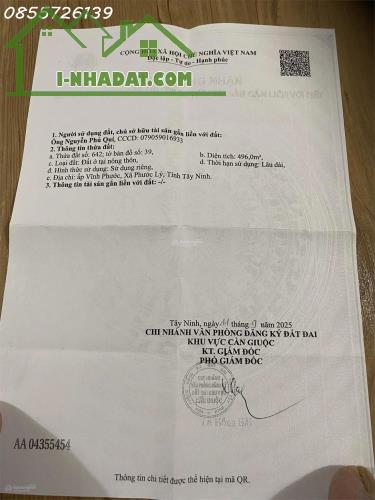 0855726139
CỘNG HÒA XÃ HỘI CHỦ NGHĨA VIỆT NAM
Độc lập - Tự do - Hạnh phúc
I-NHADAT.COM
1. Người sử dụng đất, chủ sở hữu tài sản gắn liền với đất:
Ông Nguyễn Phú Quí, CCCD: 079059016933
2. Thông tin thửa đất:
a. Thửa đất số: 642; tờ bản đồ số: 39,
b. Diện tích: 496,0m²,
c. Loại đất: Đất ở tại nông thôn,
d. Thời hạn sử dụng: Lâu dài,
đ. Hình thức sử dụng: Sử dụng riêng,
e. Địa chỉ: ấp Vĩnh Phước, Xã Phước Lý, Tỉnh Tây Ninh.
3. Thông tin tài sản gắn liền với đất: -/-
Tây Ninh, ngày 11 tháng 9 năm 2025
CHI NHÁNH VĂN PHÒNG ĐĂNG KÝ ĐẤT ĐAI
KHU VỰC CẦN GIUỘC
KT. GIÁM ĐỐC
PHÓ GIÁM ĐỐC
AA 04355454
Thông tin chi tiết được thể hiện tại mã QR.